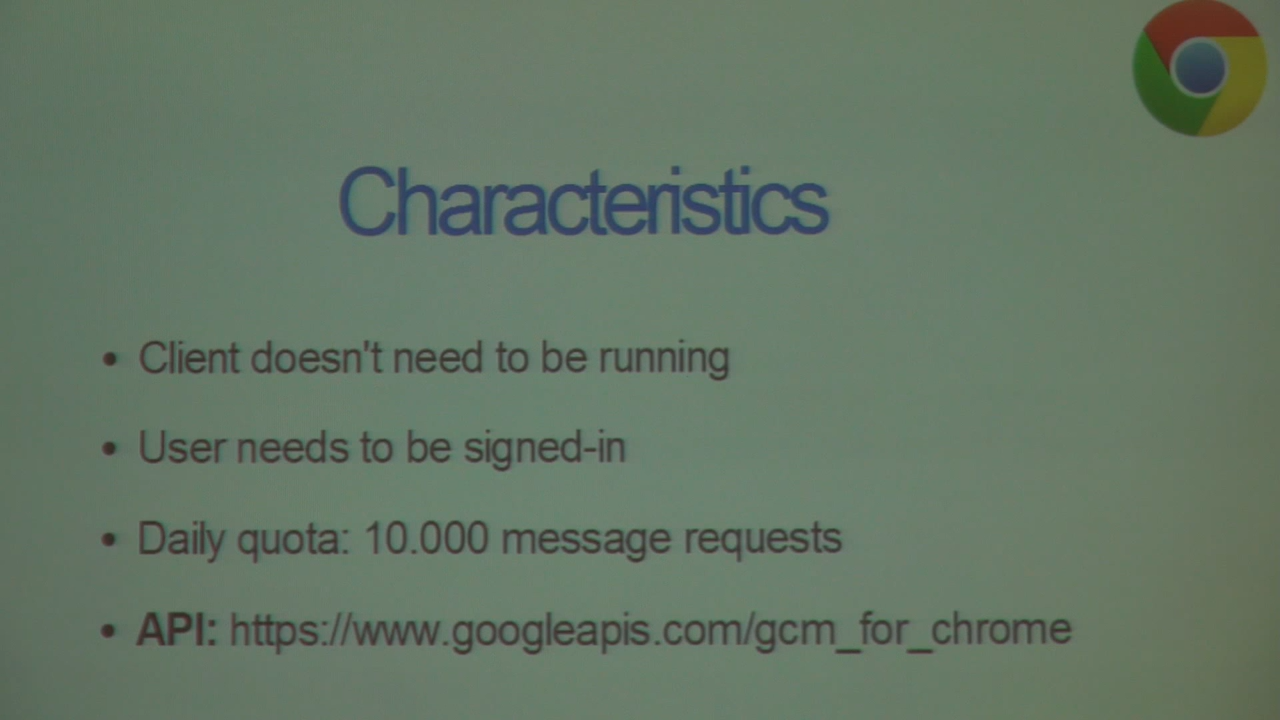 Characteristics
• Client doesn't need to be running
• User needs to be signed-in
• Daily quota: 10.000 message requests
• API: https://www.googleapis.com/gcm_for_chrome